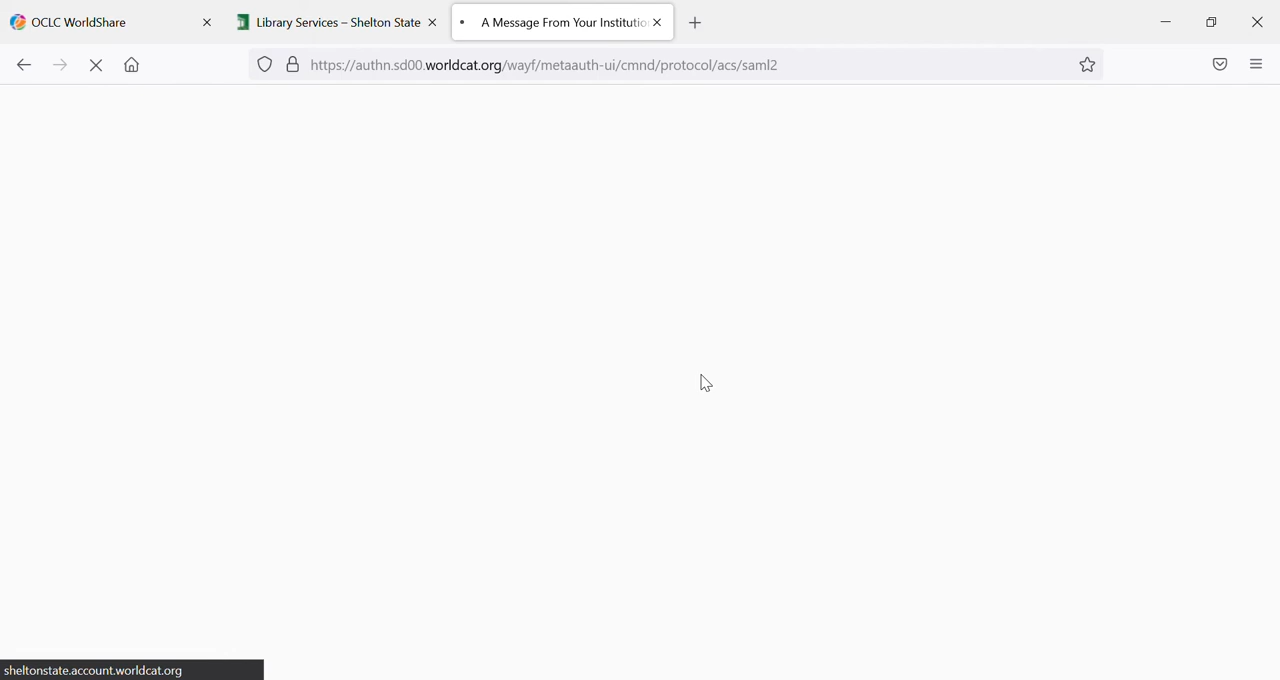 OCLC WorldShare
Library Services – Shelton State
A Message From Your Institution
https://authn.sd00.worldcat.org/wayf/metaauth-ui/cmnd/protocol/acs/saml2
sheltonstate.account.worldcat.org